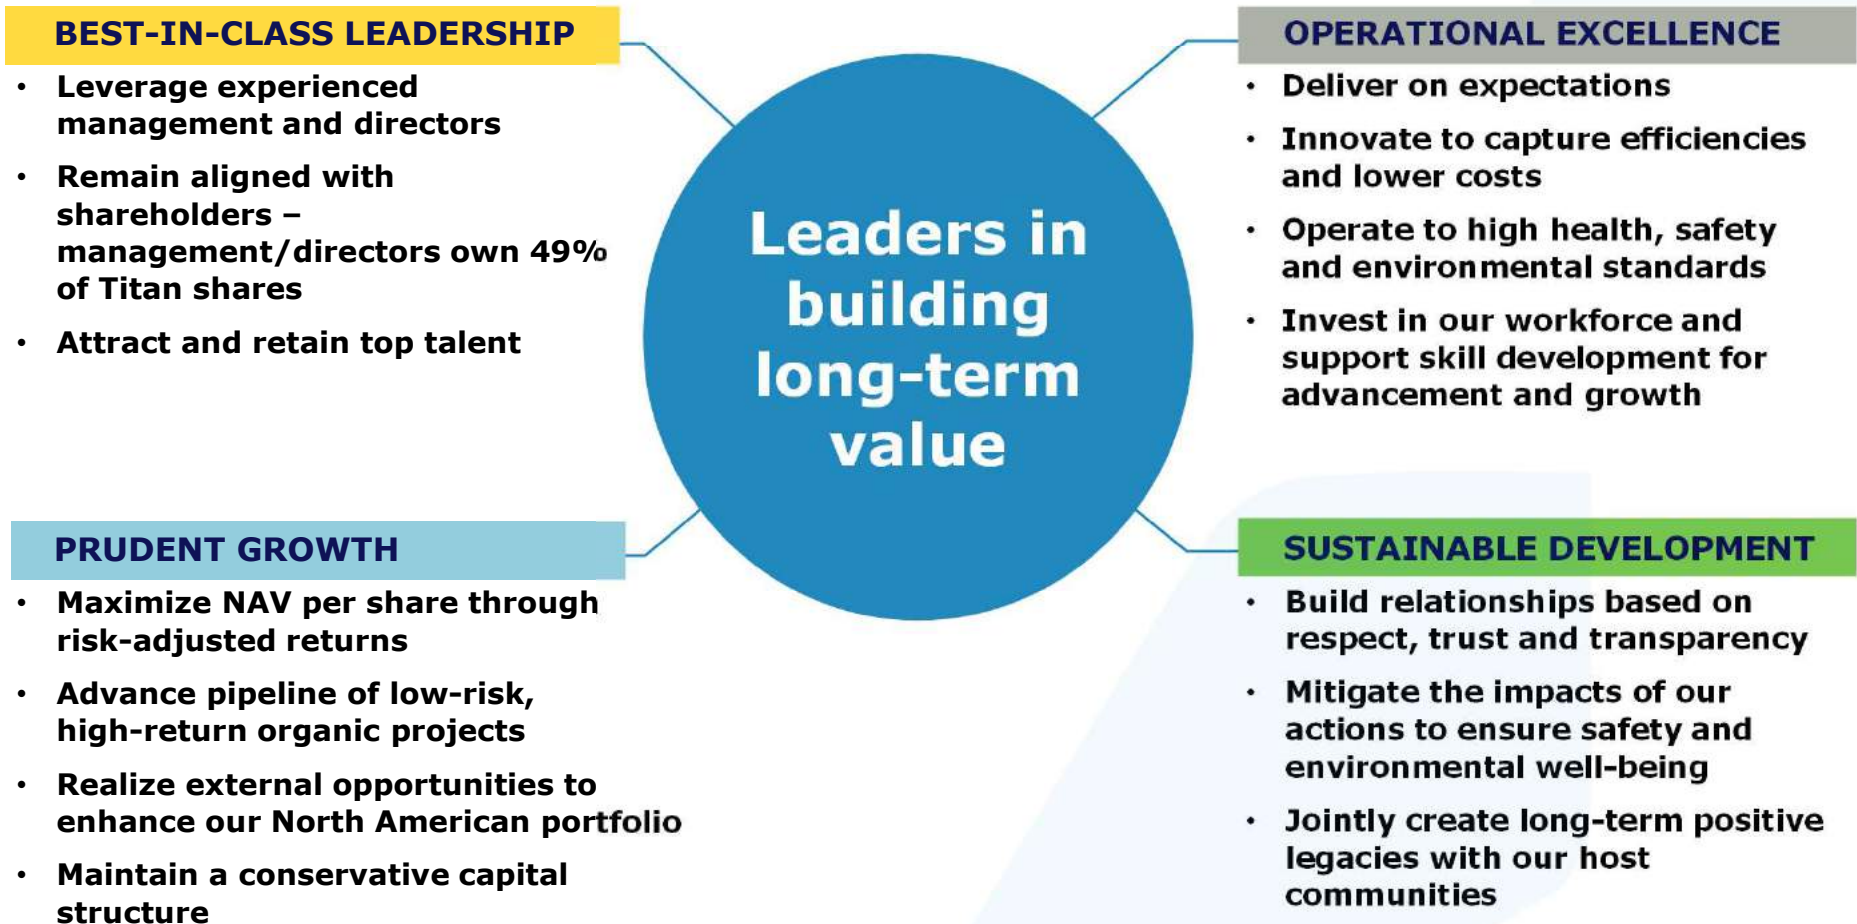 BEST-IN-CLASS LEADERSHIP
• Leverage experienced
management and directors
• Remain aligned with
shareholders –
management/directors own 49%
of Titan shares
• Attract and retain top talent
Leaders in
building
long-term
value
OPERATIONAL EXCELLENCE
• Deliver on expectations
• Innovate to capture efficiencies
and lower costs
• Operate to high health, safety
and environmental standards
• Invest in our workforce and
support skill development for
advancement and growth
PRUDENT GROWTH
• Maximize NAV per share through
risk-adjusted returns
• Advance pipeline of low-risk,
high-return organic projects
• Realize external opportunities to
enhance our North American portfolio
• Maintain a conservative capital
structure
SUSTAINABLE DEVELOPMENT
• Build relationships based on
respect, trust and transparency
• Mitigate the impacts of our
actions to ensure safety and
environmental well-being
• Jointly create long-term positive
legacies with our host
communities